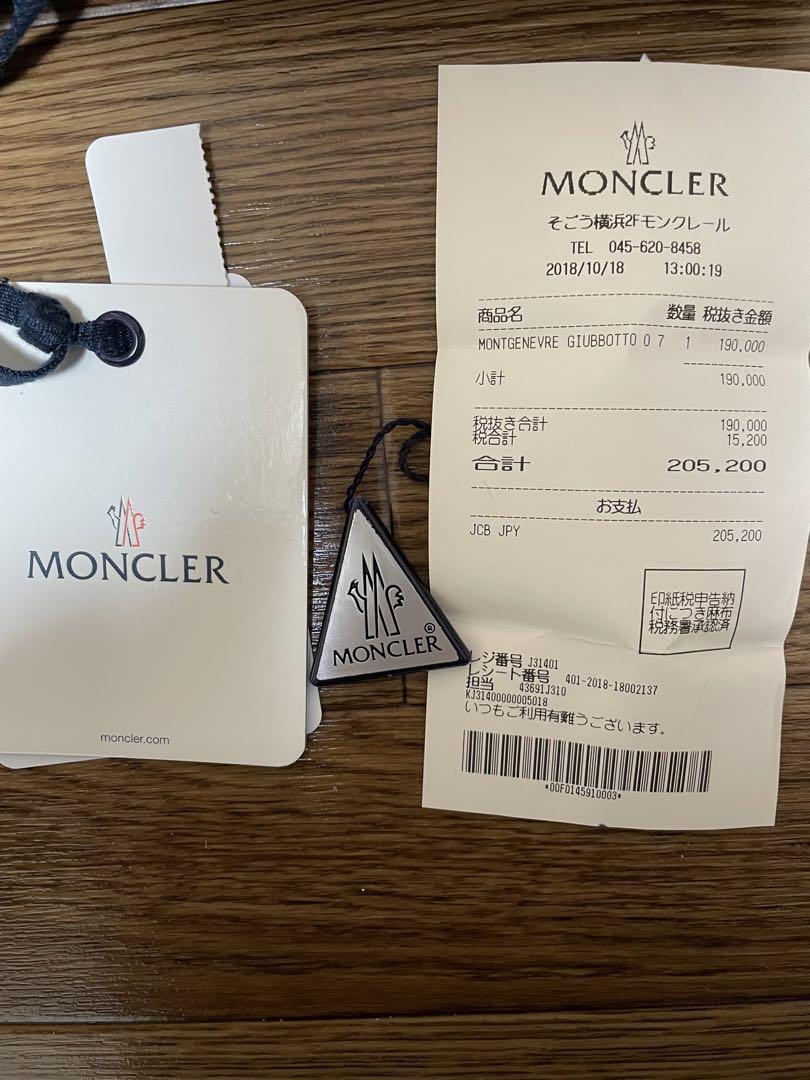 MONCLER
moncler.com
MONCLER®
MONCLER
そごう横浜2Fモンクレール
TEL 045-620-8458
2018/10/18 13:00:19
商品名 数量 税抜き金額
MONTGENEVRE GIUBBOTTO 0 7 1 190,000
小計 190,000
税抜き合計 190,000
税合計 15,200
合計 205,200
お支払
JCB JPY 205,200
印紙税申告納
付につき麻布
税務署承認済
レジ番号 J31401
レシート番号 401-2018-18002137
担当 43691J310
KJ31400000005018
いつもご利用有難うございます。
*00F0145910003*